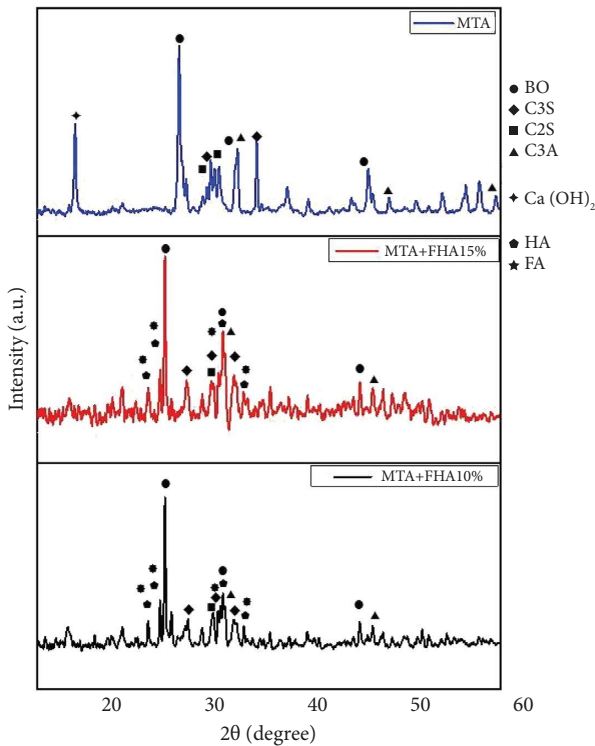 MTA
BO
C3S
C2S
C3A
Ca (OH)2
HA
FA
MTA+FHA15%
MTA+FHA10%
Intensity (a.u.)
20 30 40 50 60
2θ (degree)